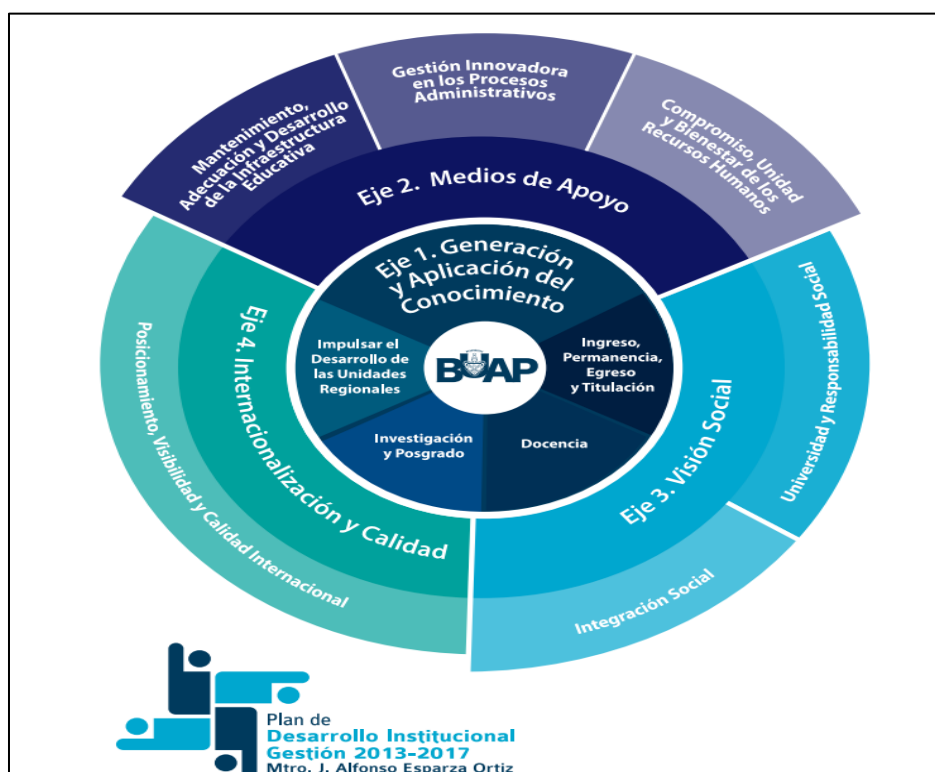 Mantenimiento,
Adecuación y Desarrollo
de la Infraestructura
Educativa
Gestión Innovadora
en los Procesos
Administrativos
Compromiso, Unidad
y Bienestar de los
Recursos Humanos
Eje 2. Medios de Apoyo
Eje 1. Generación
y Aplicación del
Conocimiento
Impulsar el
Desarrollo de
las Unidades
Regionales
BUAP
Ingreso,
Permanencia,
Egreso
y Titulación
Investigación
y Posgrado
Docencia
Eje 4. Internacionalización y Calidad
Posicionamiento, Visibilidad y Calidad Internacional
Eje 3. Visión Social
Universidad y Responsabilidad Social
Integración Social
Plan de
Desarrollo Institucional
Gestión 2013-2017
Mtro. J. Alfonso Esparza Ortiz